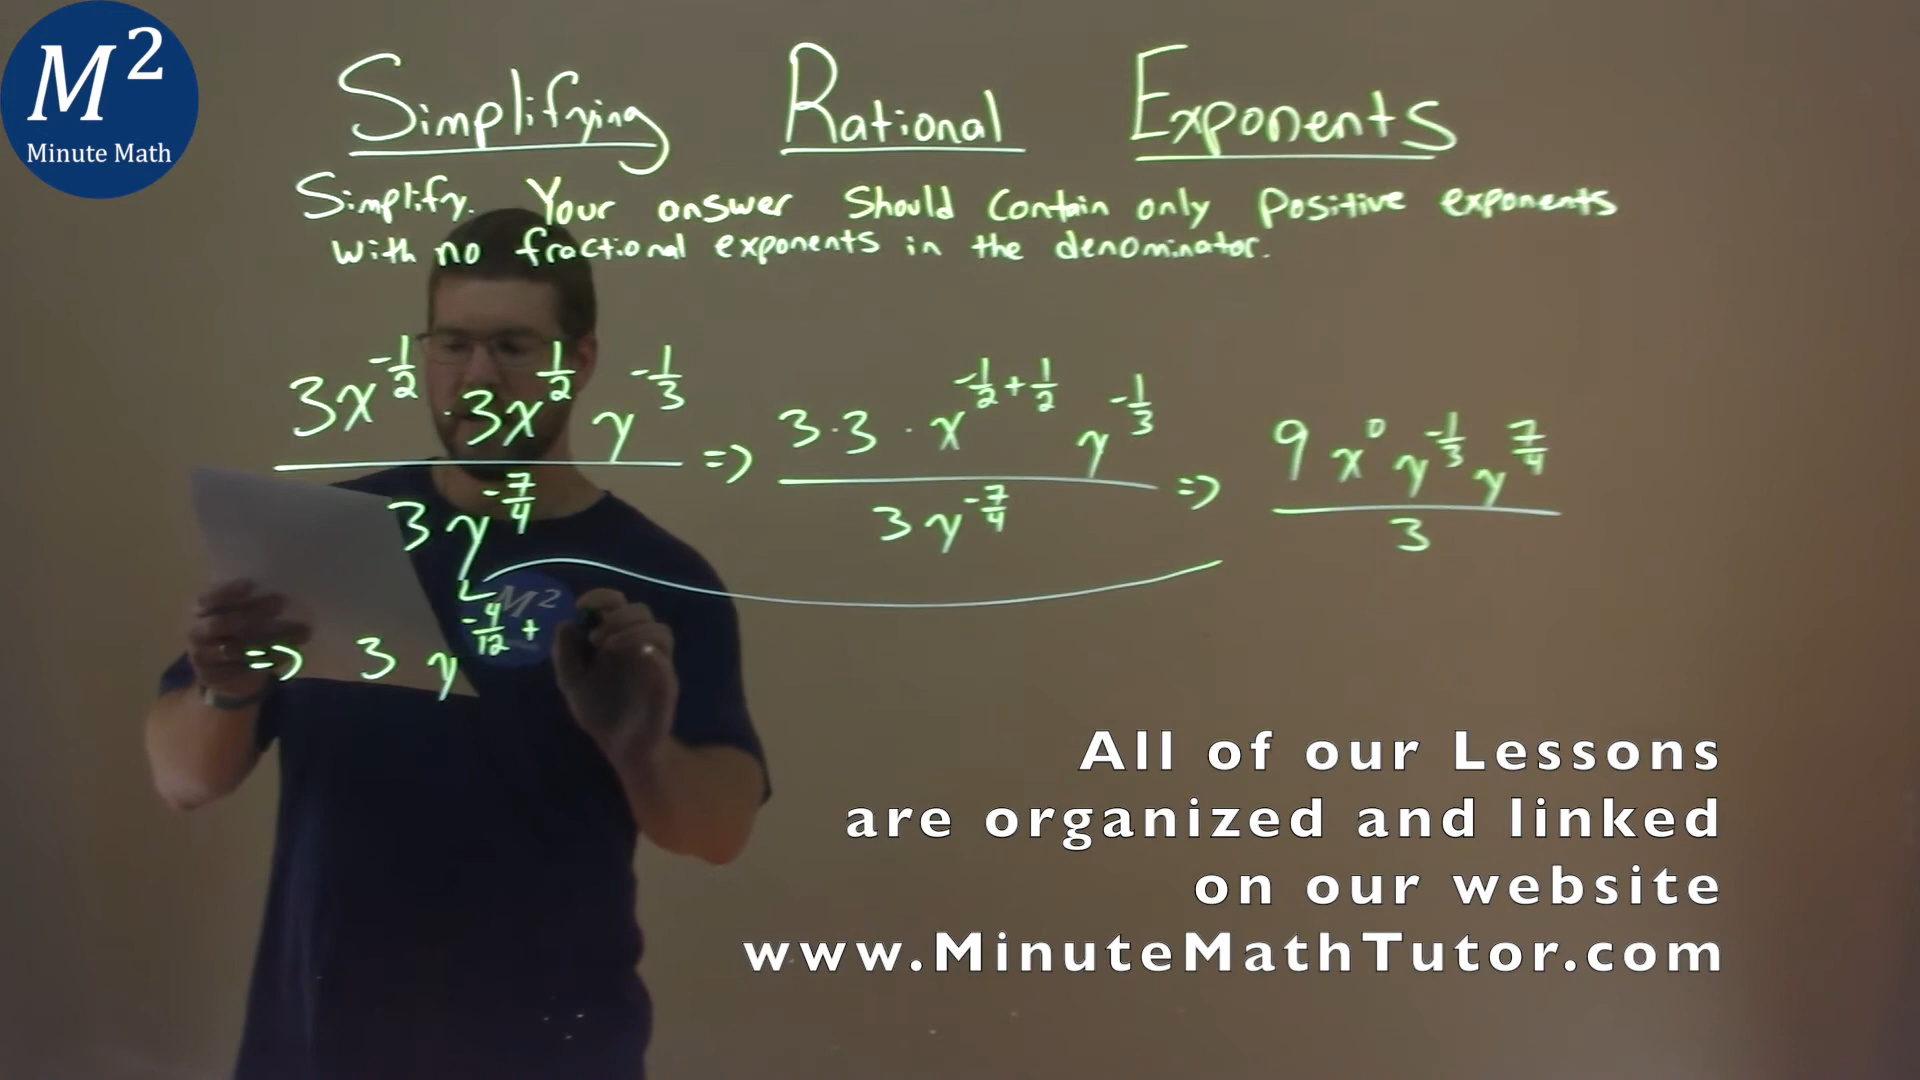 M²
Minute Math
Simplifying Rational Exponents
Simplify. Your answer should contain only positive exponents
with no fractional exponents in the denominator.
3x^(-1/2) · 3x^(1/2) y^(-1/3) / 3y^(-7/4) => 3·3 · x^(-1/2 + 1/2) y^(-1/3) / 3y^(-7/4) => 9x^0 y^(-1/3) y^(7/4) / 3
M²
=> 3 y^(-4/12 +
All of our Lessons
are organized and linked
on our website
www.MinuteMathTutor.com